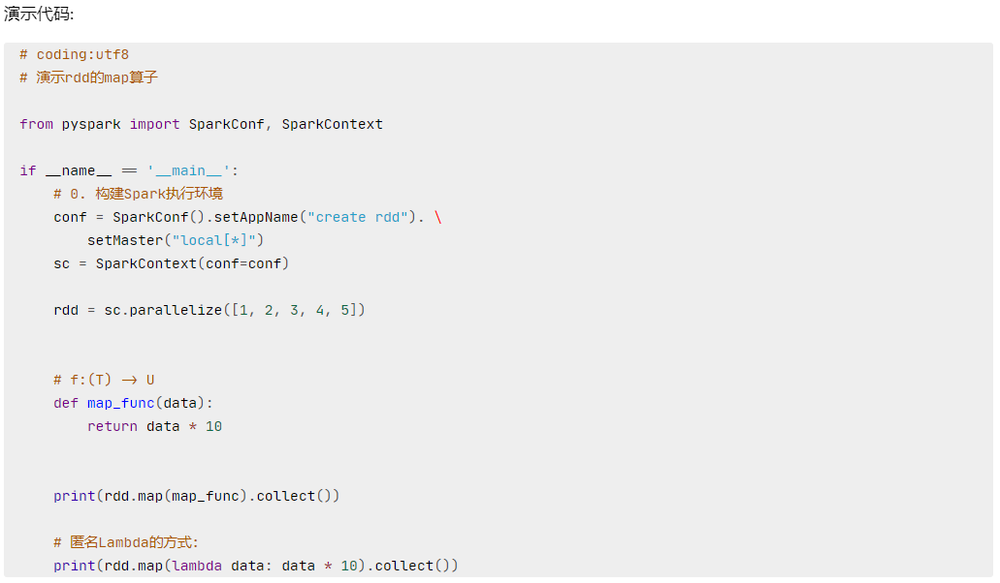 演示代码:
# coding:utf8
# 演示rdd的map算子
from pyspark import SparkConf, SparkContext
if __name__ == '__main__':
    # 0. 构建Spark执行环境
    conf = SparkConf().setAppName("create rdd"). \
        setMaster("local[*]")
    sc = SparkContext(conf=conf)
    rdd = sc.parallelize([1, 2, 3, 4, 5])
    # f:(T) -> U
    def map_func(data):
        return data * 10
    print(rdd.map(map_func).collect())
    # 匿名Lambda的方式:
    print(rdd.map(lambda data: data * 10).collect())